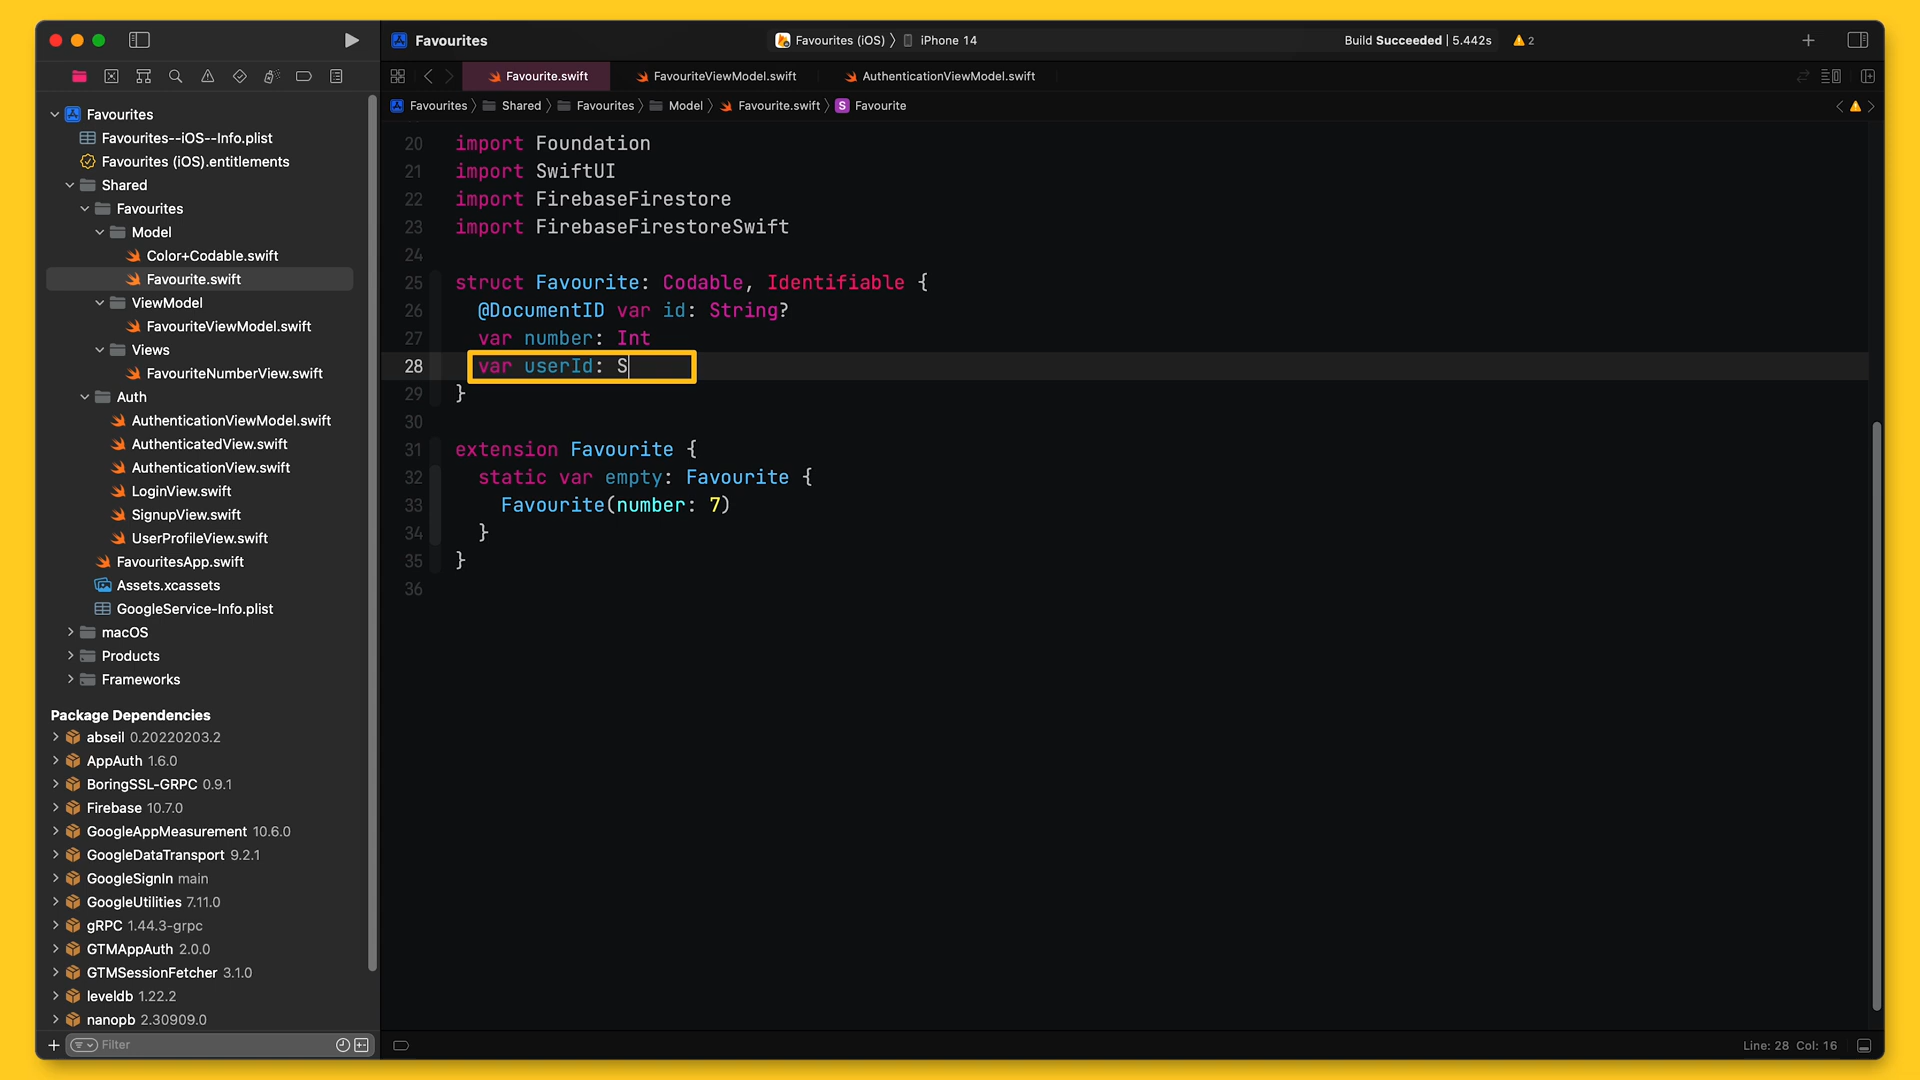 Favourites
Favourites (iOS) 〉 iPhone 14
Build Succeeded | 5.442s
2
Favourite.swift
FavouriteViewModel.swift
AuthenticationViewModel.swift
Favourites 〉 Shared 〉 Favourites 〉 Model 〉 Favourite.swift 〉 S Favourite
Favourites
Favourites--iOS--Info.plist
Favourites (iOS).entitlements
Shared
Favourites
Model
Color+Codable.swift
Favourite.swift
ViewModel
FavouriteViewModel.swift
Views
FavouriteNumberView.swift
Auth
AuthenticationViewModel.swift
AuthenticatedView.swift
AuthenticationView.swift
LoginView.swift
SignupView.swift
UserProfileView.swift
FavouritesApp.swift
Assets.xcassets
GoogleService-Info.plist
macOS
Products
Frameworks
Package Dependencies
abseil 0.20220203.2
AppAuth 1.6.0
BoringSSL-GRPC 0.9.1
Firebase 10.7.0
GoogleAppMeasurement 10.6.0
GoogleDataTransport 9.2.1
GoogleSignIn main
GoogleUtilities 7.11.0
gRPC 1.44.3-grpc
GTMAppAuth 2.0.0
GTMSessionFetcher 3.1.0
leveldb 1.22.2
nanopb 2.30909.0
Filter
20 import Foundation
21 import SwiftUI
22 import FirebaseFirestore
23 import FirebaseFirestoreSwift
24
25 struct Favourite: Codable, Identifiable {
26 @DocumentID var id: String?
27 var number: Int
28 var userId: S
29 }
30
31 extension Favourite {
32 static var empty: Favourite {
33 Favourite(number: 7)
34 }
35 }
36
Line: 28 Col: 16